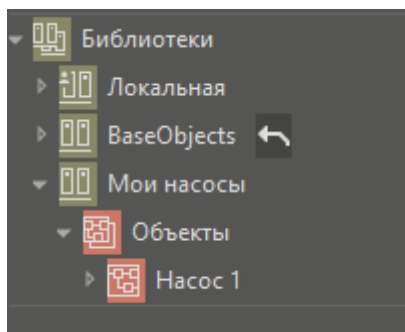 Библиотеки
Локальная
BaseObjects
Мои насосы
Объекты
Насос 1